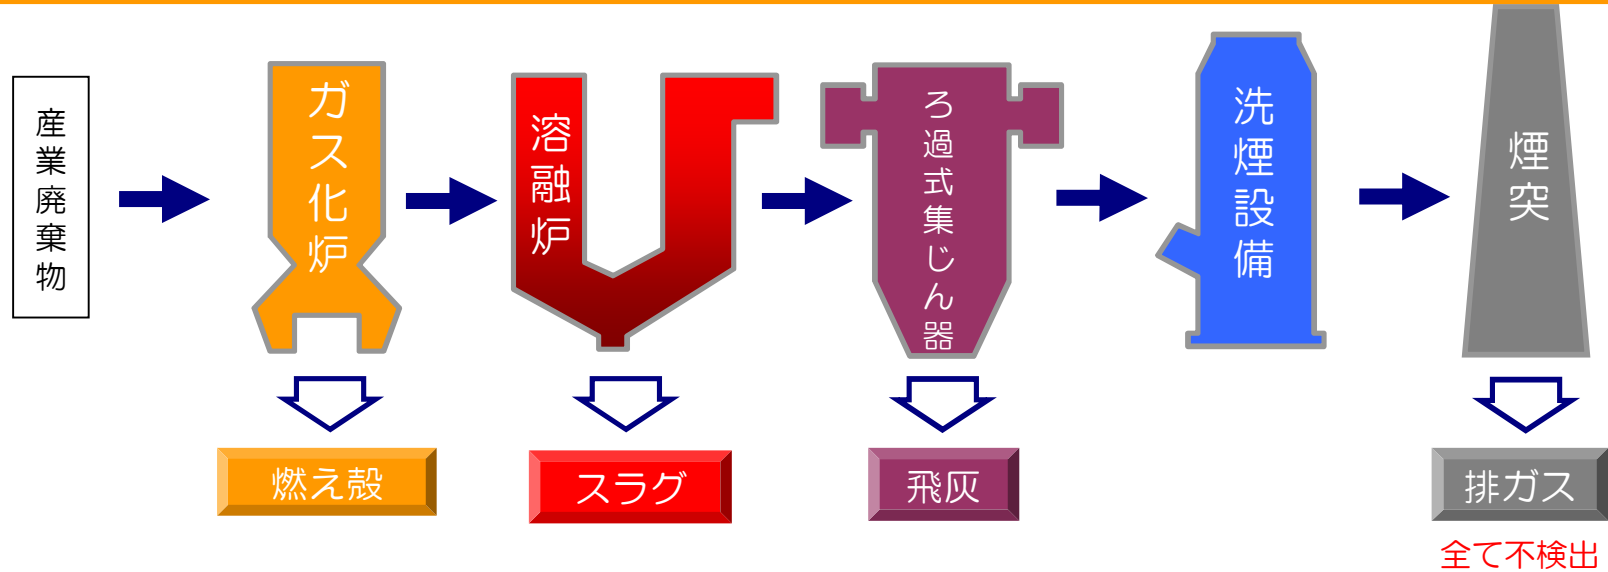 産業廃棄物
ガス化炉
溶融炉
ろ過式集じん器
洗煙設備
煙突
燃え殻
スラグ
飛灰
排ガス
全て不検出